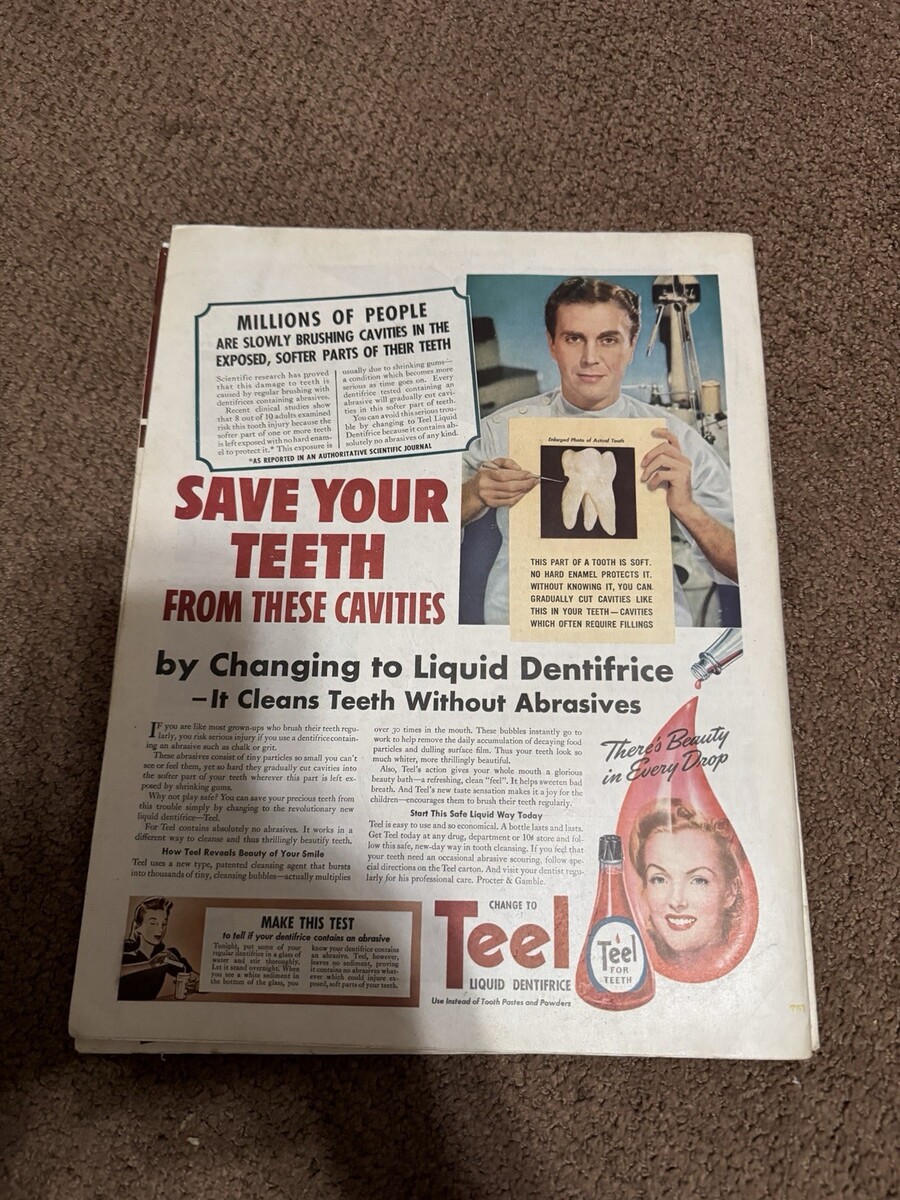 MILLIONS OF PEOPLE
ARE SLOWLY BRUSHING CAVITIES IN THE
EXPOSED, SOFTER PARTS OF THEIR TEETH
Scientific research has proved
that this damage to teeth is
caused by regular brushing with
dentifrices containing abrasives.
Recent clinical studies show
that 8 out of 10 adults examined
risk this tooth injury because the
softer part of one or more teeth
is left exposed with no hard enam-
el to protect it.* This exposure is
usually due to shrinking gums—
a condition which becomes more
serious as time goes on. Every
dentifrice tested containing an
abrasive will gradually cut cavi-
ties in this softer part of teeth.
You can avoid this serious trou-
ble by changing to Teel Liquid
Dentifrice because it contains ab-
solutely no abrasives of any kind.
*AS REPORTED IN AN AUTHORITATIVE SCIENTIFIC JOURNAL
Enlarged Photo of Actual Tooth
THIS PART OF A TOOTH IS SOFT.
NO HARD ENAMEL PROTECTS IT.
WITHOUT KNOWING IT, YOU CAN
GRADUALLY CUT CAVITIES LIKE
THIS IN YOUR TEETH—CAVITIES
WHICH OFTEN REQUIRE FILLINGS
SAVE YOUR
TEETH
FROM THESE CAVITIES
by Changing to Liquid Dentifrice
—It Cleans Teeth Without Abrasives
IF you are like most grown-ups who brush their teeth regu-
larly, you risk serious injury if you use a dentifrice contain-
ing an abrasive such as chalk or grit.
These abrasives consist of tiny particles so small you can't
see or feel them, yet so hard they gradually cut cavities into
the softer part of your teeth wherever this part is left ex-
posed by shrinking gums.
Why not play safe? You can save your precious teeth from
this trouble simply by changing to the revolutionary new
liquid dentifrice—Teel.
For Teel contains absolutely no abrasives. It works in a
different way to cleanse and thus thrillingly beautify teeth.
How Teel Reveals Beauty of Your Smile
Teel uses a new type, patented cleansing agent that bursts
into thousands of tiny, cleansing bubbles—actually multiplies
over 30 times in the mouth. These bubbles instantly go to
work to help remove the daily accumulation of decaying food
particles and dulling surface film. Thus your teeth look so
much whiter, more thrillingly beautiful.
Also, Teel's action gives your whole mouth a glorious
beauty bath—a refreshing, clean "feel". It helps sweeten bad
breath. And Teel's new taste sensation makes it a joy for the
children—encourages them to brush their teeth regularly.
Start This Safe Liquid Way Today
Teel is easy to use and so economical. A bottle lasts and lasts.
Get Teel today at any drug, department or 10¢ store and fol-
low this safe, new-day way in tooth cleansing. If you feel that
your teeth need an occasional abrasive scouring, follow spe-
cial directions on the Teel carton. And visit your dentist regu-
larly for his professional care. Procter & Gamble.
There's Beauty
in Every Drop
MAKE THIS TEST
to tell if your dentifrice contains an abrasive
Tonight, put some of your
regular dentifrice in a glass of
water and stir thoroughly.
Let it stand overnight. When
you see a white sediment in
the bottom of the glass, you
know your dentifrice contains
an abrasive. Teel, however,
leaves no sediment, proving
it contains no abrasives what-
ever which could injure ex-
posed, soft parts of your teeth.
CHANGE TO
Teel
LIQUID DENTIFRICE
Use Instead of Tooth Pastes and Powders
Teel
FOR
TEETH